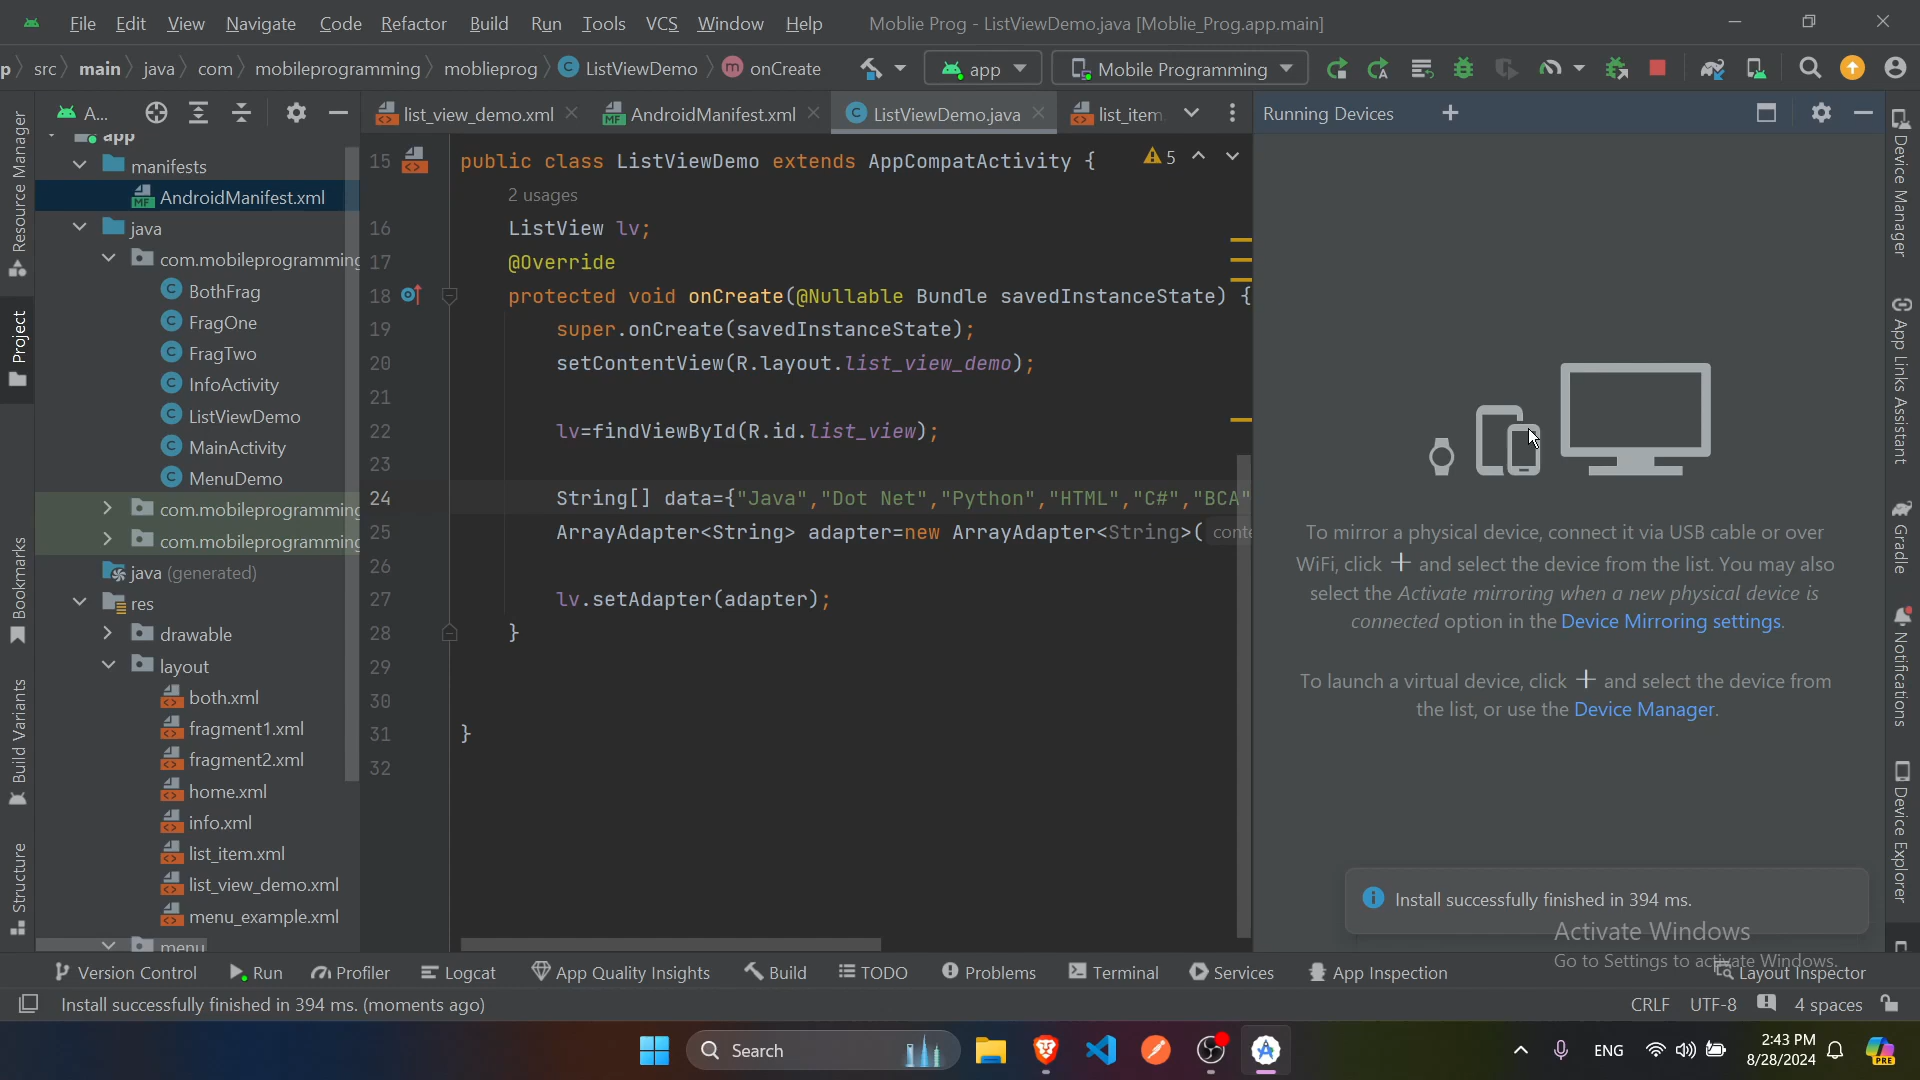 File Edit View Navigate Code Refactor Build Run Tools VCS Window Help Moblie Prog - ListViewDemo.java [Moblie_Prog.app.main]
p src main java com mobileprogramming moblieprog ListViewDemo onCreate app Mobile Programming
A... list_view_demo.xml AndroidManifest.xml ListViewDemo.java list_item Running Devices
app
manifests
AndroidManifest.xml
java
com.mobileprogramming
BothFrag
FragOne
FragTwo
InfoActivity
ListViewDemo
MainActivity
MenuDemo
com.mobileprogramming
com.mobileprogramming
java (generated)
res
drawable
layout
both.xml
fragment1.xml
fragment2.xml
home.xml
info.xml
list_item.xml
list_view_demo.xml
menu_example.xml
menu
Resource Manager
Project
Bookmarks
Build Variants
Structure
15 public class ListViewDemo extends AppCompatActivity { 5
2 usages
16 ListView lv;
17 @Override
18 protected void onCreate(@Nullable Bundle savedInstanceState) {
19 super.onCreate(savedInstanceState);
20 setContentView(R.layout.list_view_demo);
21
22 lv=findViewById(R.id.list_view);
23
24 String[] data={"Java","Dot Net","Python","HTML","C#","BCA"
25 ArrayAdapter<String> adapter=new ArrayAdapter<String>( conte
26
27 lv.setAdapter(adapter);
28 }
29
30
31 }
32
To mirror a physical device, connect it via USB cable or over
WiFi, click + and select the device from the list. You may also
select the Activate mirroring when a new physical device is
connected option in the Device Mirroring settings.
To launch a virtual device, click + and select the device from
the list, or use the Device Manager.
Install successfully finished in 394 ms.
Activate Windows
Go to Settings to activate Windows.
Device Manager
App Links Assistant
Gradle
Notifications
Device Explorer
Version Control Run Profiler Logcat App Quality Insights Build TODO Problems Terminal Services App Inspection Layout Inspector
Install successfully finished in 394 ms. (moments ago) CRLF UTF-8 4 spaces
Search ENG 2:43 PM
8/28/2024
PRE